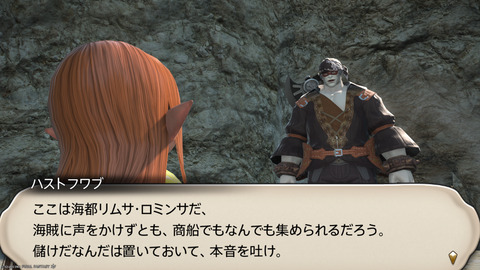 ハストフワブ
ここは海都リムサ・ロミンサだ、
海賊に声をかけずとも、商船でもなんでも集められるだろう。
儲けだなんだは置いておいて、本音を吐け。